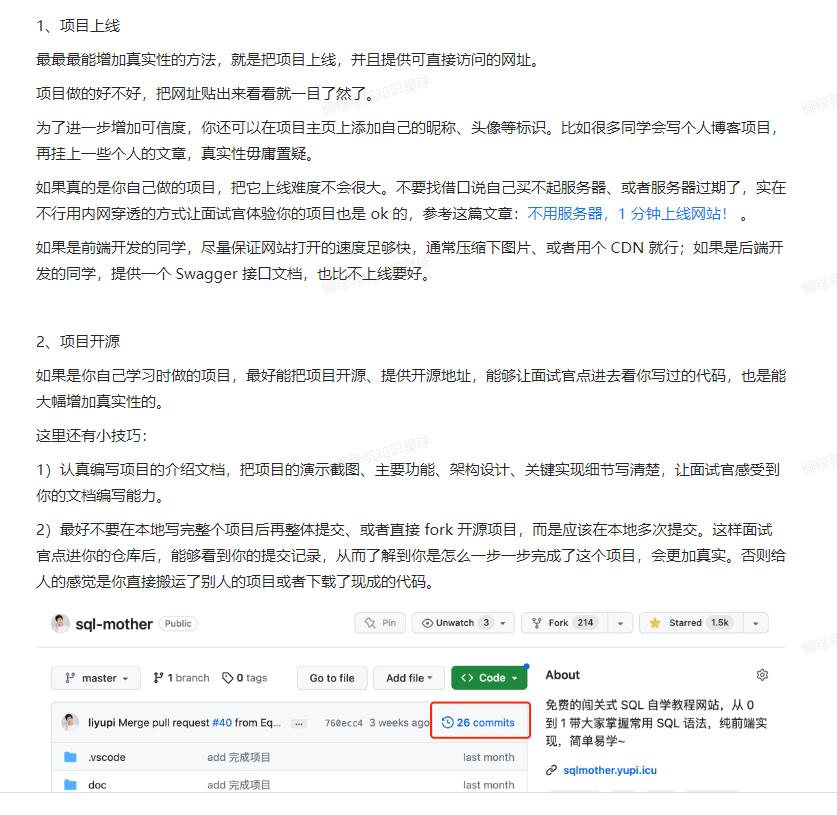 1、项目上线
最最最能增加真实性的方法，就是把项目上线，并且提供可直接访问的网址。
项目做的好不好，把网址贴出来看看就一目了然了。
为了进一步增加可信度，你还可以在项目主页上添加自己的昵称、头像等标识。比如很多同学会写个人博客项目，
再挂上一些个人的文章，真实性毋庸置疑。
如果真的是你自己做的项目，把它上线难度不会很大。不要找借口说自己买不起服务器、或者服务器过期了，实在
不行用内网穿透的方式让面试官体验你的项目也是 ok 的，参考这篇文章：不用服务器，1 分钟上线网站！ 。
如果是前端开发的同学，尽量保证网站打开的速度足够快，通常压缩下图片、或者用个 CDN 就行；如果是后端开
发的同学，提供一个 Swagger 接口文档，也比不上线要好。
2、项目开源
如果是你自己学习时做的项目，最好能把项目开源、提供开源地址，能够让面试官点进去看你写过的代码，也是能
大幅增加真实性的。
这里还有小技巧：
1）认真编写项目的介绍文档，把项目的演示截图、主要功能、架构设计、关键实现细节写清楚，让面试官感受到
你的文档编写能力。
2）最好不要在本地写完整个项目后再整体提交、或者直接 fork 开源项目，而是应该在本地多次提交。这样面试
官点进你的仓库后，能够看到你的提交记录，从而了解到你是怎么一步一步完成了这个项目，会更加真实。否则给
人的感觉是你直接搬运了别人的项目或者下载了现成的代码。
sql-mother Public Pin Unwatch 3 Fork 214 Starred 1.5k
master 1 branch 0 tags Go to file Add file Code
About
liyupi Merge pull request #40 from Eq... ... 760ecc4 3 weeks ago 26 commits
免费的闯关式 SQL 自学教程网站，从 0
到 1 带大家掌握常用 SQL 语法，纯前端实
现，简单易学~
.vscode add 完成项目 last month
sqlmother.yupi.icu
doc add 完成项目 last month